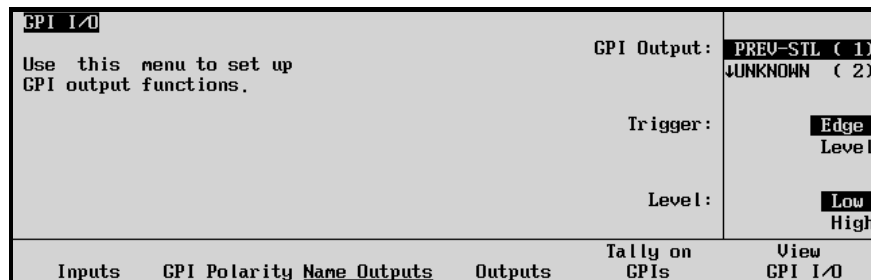 GPI I/O
Use this menu to set up
GPI output functions.
GPI Output:
PREV-STL ( 1)
↓UNKNOWN ( 2)
Trigger:
Edge
Level
Level:
Low
High
Inputs
GPI Polarity
Name Outputs
Outputs
Tally on
GPIs
View
GPI I/O